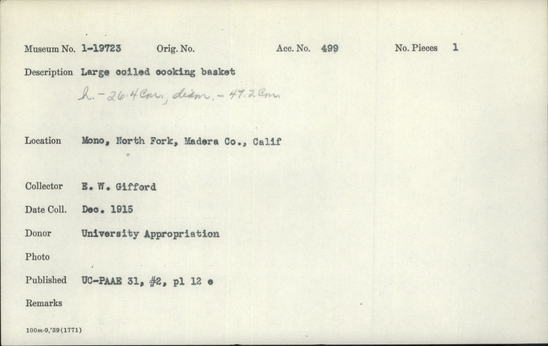 Museum No. 1-19723 Orig. No. Acc. No. 499 No. Pieces 1
Description Large coiled cooking basket
h. - 26.4 cm, diam. - 47.2 cm.
Location Mono, North Fork, Madera Co., Calif
Collector E. W. Gifford
Date Coll. Dec. 1915
Donor University Appropriation
Photo
Published UC-PAAE 31, #2, pl 12 e
Remarks
100m-9,'39(1771)